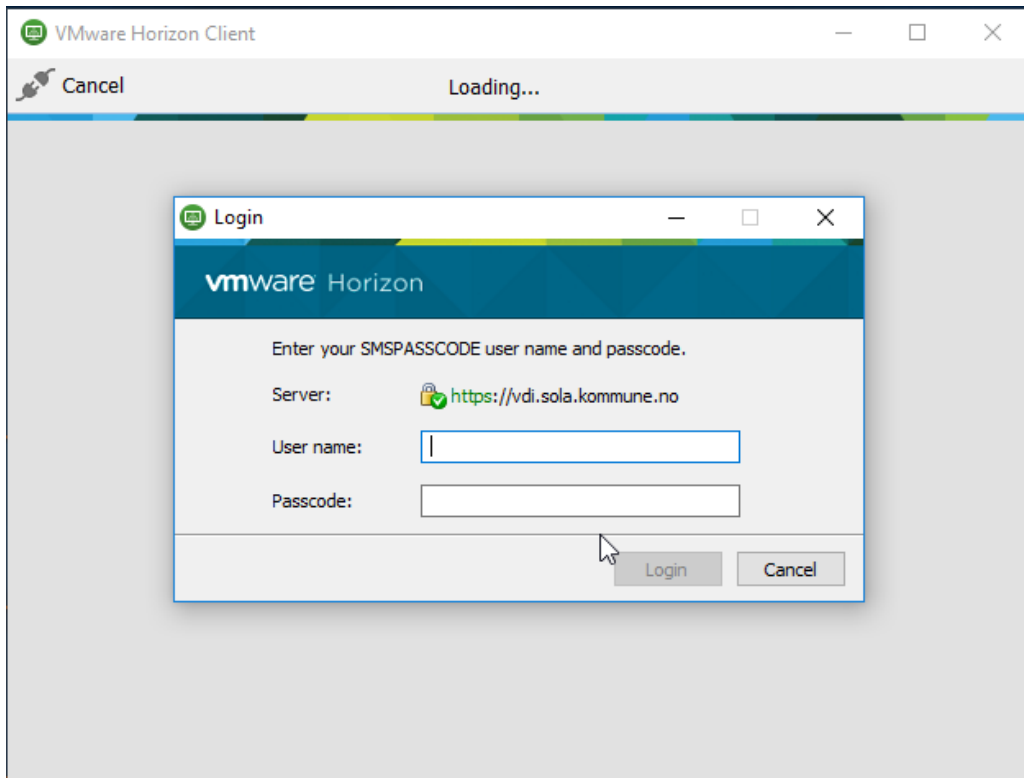 VMware Horizon Client
Cancel
Loading...
Login
vmware Horizon
Enter your SMSPASSCODE user name and passcode.
Server: https://vdi.sola.kommune.no
User name:
Passcode:
Login Cancel